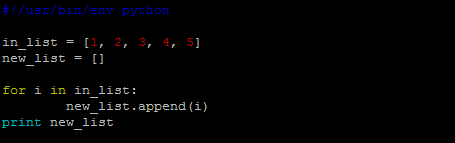 #!/usr/bin/env python
in_list = [1, 2, 3, 4, 5]
new_list = []
for i in in_list:
        new_list.append(i)
print new_list